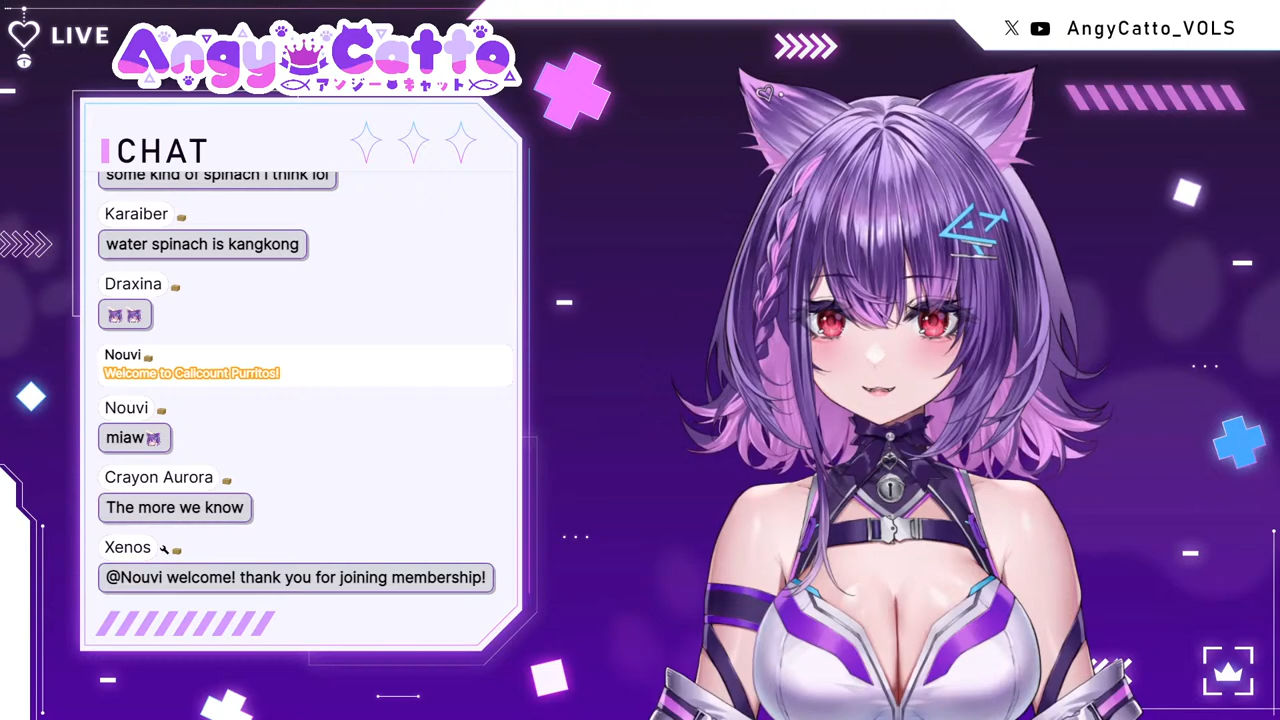 LIVE
Angy Catto
アンジーキャット
AngyCatto_VOLS
CHAT
some kind of spinach i think lol
Karaiber
water spinach is kangkong
Draxina
Nouvi
Welcome to Calicount Purritos!
Nouvi
miaw
Crayon Aurora
The more we know
Xenos
@Nouvi welcome! thank you for joining membership!